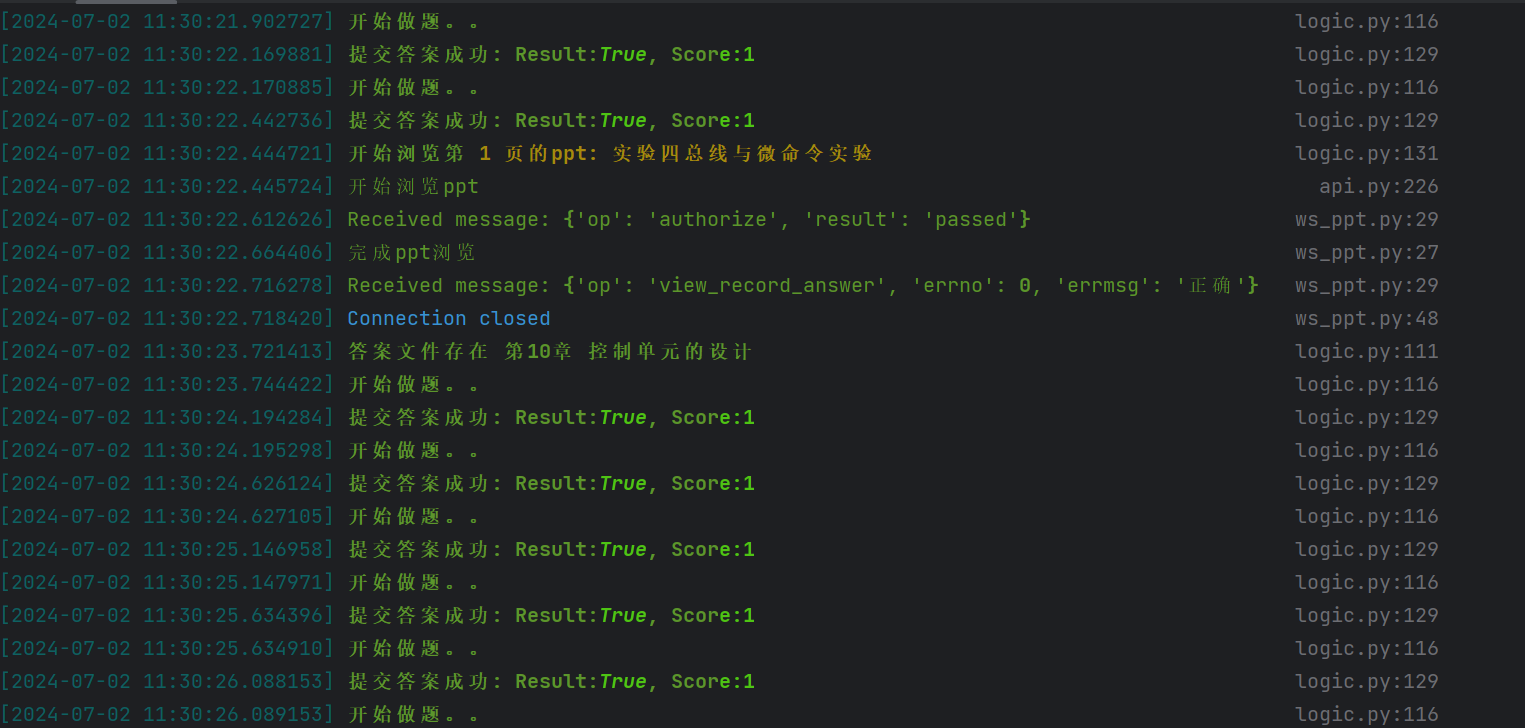 [2024-07-02 11:30:21.902727] 开始做题。。 logic.py:116
[2024-07-02 11:30:22.169881] 提交答案成功: Result:True, Score:1 logic.py:129
[2024-07-02 11:30:22.170885] 开始做题。。 logic.py:116
[2024-07-02 11:30:22.442736] 提交答案成功: Result:True, Score:1 logic.py:129
[2024-07-02 11:30:22.444721] 开始浏览第 1 页的ppt: 实验四总线与微命令实验 logic.py:131
[2024-07-02 11:30:22.445724] 开始浏览ppt api.py:226
[2024-07-02 11:30:22.612626] Received message: {'op': 'authorize', 'result': 'passed'} ws_ppt.py:29
[2024-07-02 11:30:22.664406] 完成ppt浏览 ws_ppt.py:27
[2024-07-02 11:30:22.716278] Received message: {'op': 'view_record_answer', 'errno': 0, 'errmsg': '正确'} ws_ppt.py:29
[2024-07-02 11:30:22.718420] Connection closed ws_ppt.py:48
[2024-07-02 11:30:23.721413] 答案文件存在 第10章 控制单元的设计 logic.py:111
[2024-07-02 11:30:23.744422] 开始做题。。 logic.py:116
[2024-07-02 11:30:24.194284] 提交答案成功: Result:True, Score:1 logic.py:129
[2024-07-02 11:30:24.195298] 开始做题。。 logic.py:116
[2024-07-02 11:30:24.626124] 提交答案成功: Result:True, Score:1 logic.py:129
[2024-07-02 11:30:24.627105] 开始做题。。 logic.py:116
[2024-07-02 11:30:25.146958] 提交答案成功: Result:True, Score:1 logic.py:129
[2024-07-02 11:30:25.147971] 开始做题。。 logic.py:116
[2024-07-02 11:30:25.634396] 提交答案成功: Result:True, Score:1 logic.py:129
[2024-07-02 11:30:25.634910] 开始做题。。 logic.py:116
[2024-07-02 11:30:26.088153] 提交答案成功: Result:True, Score:1 logic.py:129
[2024-07-02 11:30:26.089153] 开始做题。。 logic.py:116